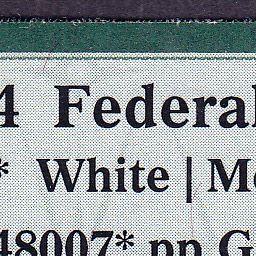 4 Federal
* White | M
48007* pp G